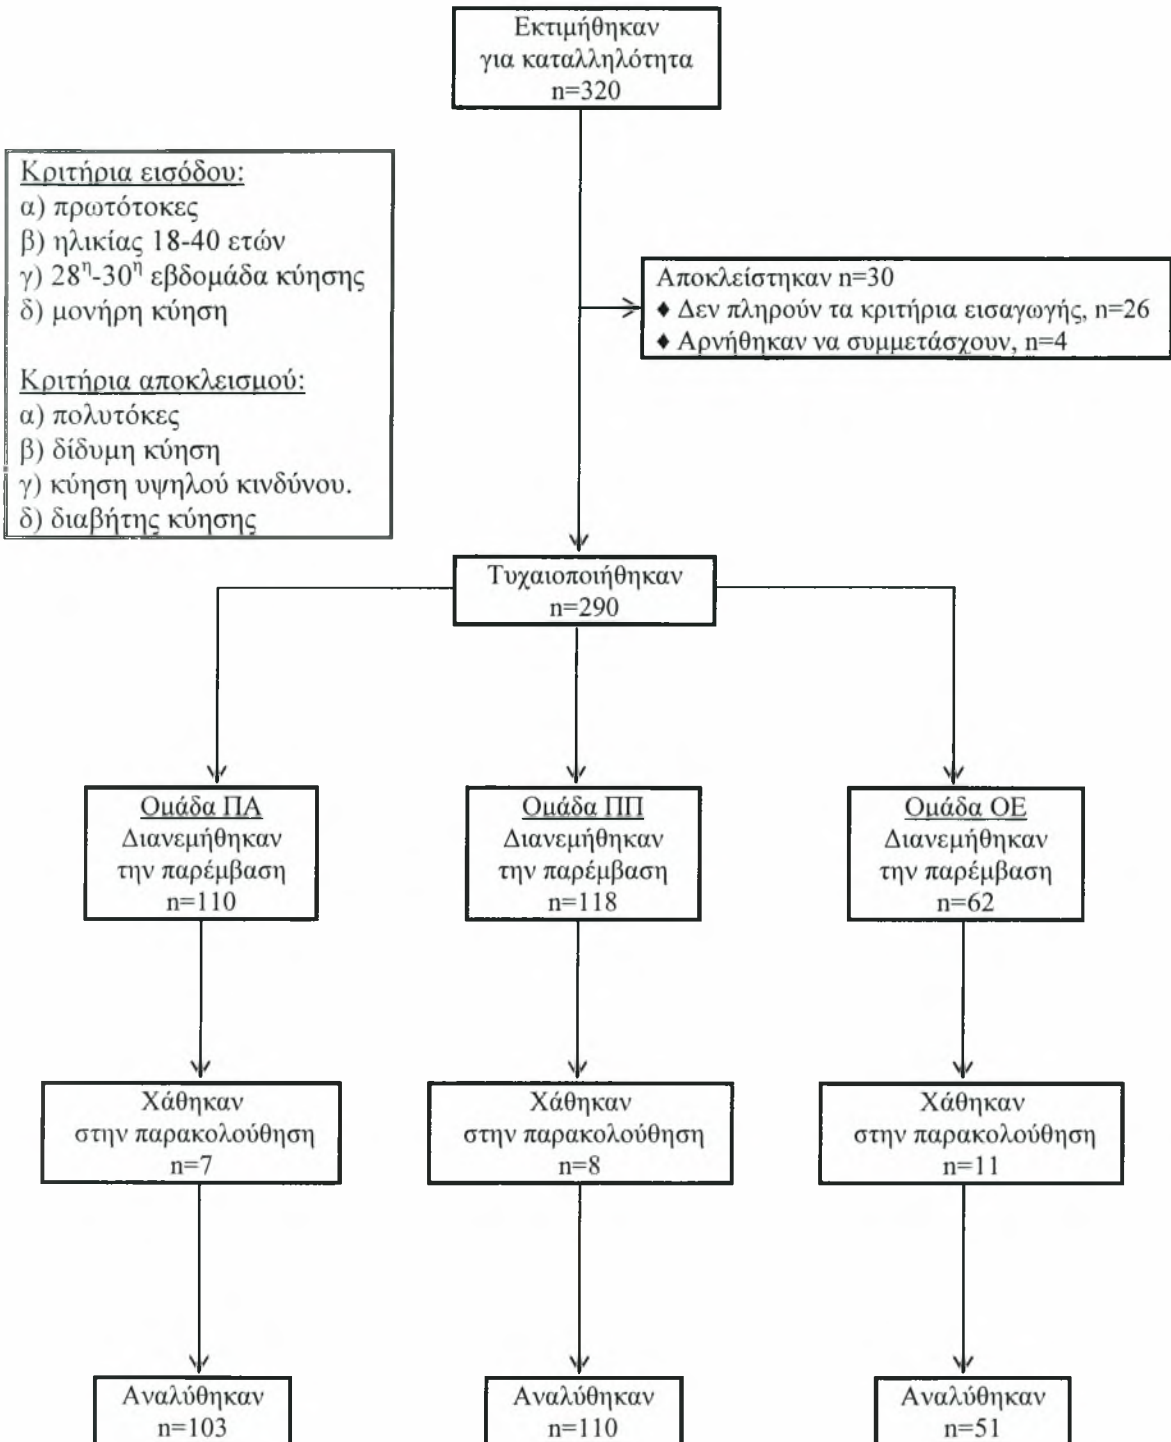 Εκτιμήθηκαν
για καταλληλότητα
n=320
Κριτήρια εισόδου:
α) πρωτότοκες
β) ηλικίας 18-40 ετών
γ) 28η-30η εβδομάδα κύησης
δ) μονήρη κύηση
Κριτήρια αποκλεισμού:
α) πολυτόκες
β) δίδυμη κύηση
γ) κύηση υψηλού κινδύνου.
δ) διαβήτης κύησης
Αποκλείστηκαν n=30
♦ Δεν πληρούν τα κριτήρια εισαγωγής, n=26
♦ Αρνήθηκαν να συμμετάσχουν, n=4
Τυχαιοποιήθηκαν
n=290
Ομάδα ΠΑ
Διανεμήθηκαν
την παρέμβαση
n=110
Ομάδα ΠΠ
Διανεμήθηκαν
την παρέμβαση
n=118
Ομάδα ΟΕ
Διανεμήθηκαν
την παρέμβαση
n=62
Χάθηκαν
στην παρακολούθηση
n=7
Χάθηκαν
στην παρακολούθηση
n=8
Χάθηκαν
στην παρακολούθηση
n=11
Αναλύθηκαν
n=103
Αναλύθηκαν
n=110
Αναλύθηκαν
n=51